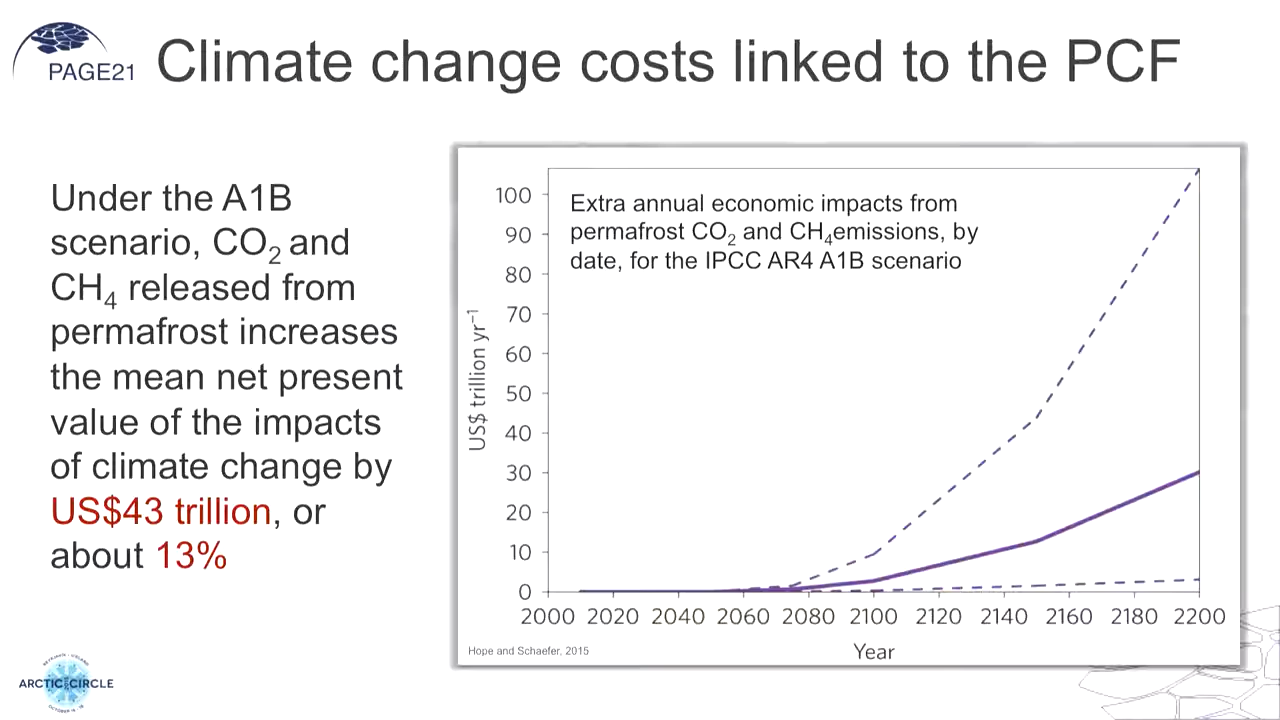 PAGE21
Climate change costs linked to the PCF
Under the A1B
scenario, CO₂ and
CH₄ released from
permafrost increases
the mean net present
value of the impacts
of climate change by
US$43 trillion, or
about 13%
Extra annual economic impacts from
permafrost CO₂ and CH₄emissions, by
date, for the IPCC AR4 A1B scenario
US$ trillion yr⁻¹
100
90
80
70
60
50
40
30
20
10
0
2000 2020 2040 2060 2080 2100 2120 2140 2160 2180 2200
Year
Hope and Schaefer, 2015
REYKJAVIK - ICELAND
ARCTIC CIRCLE